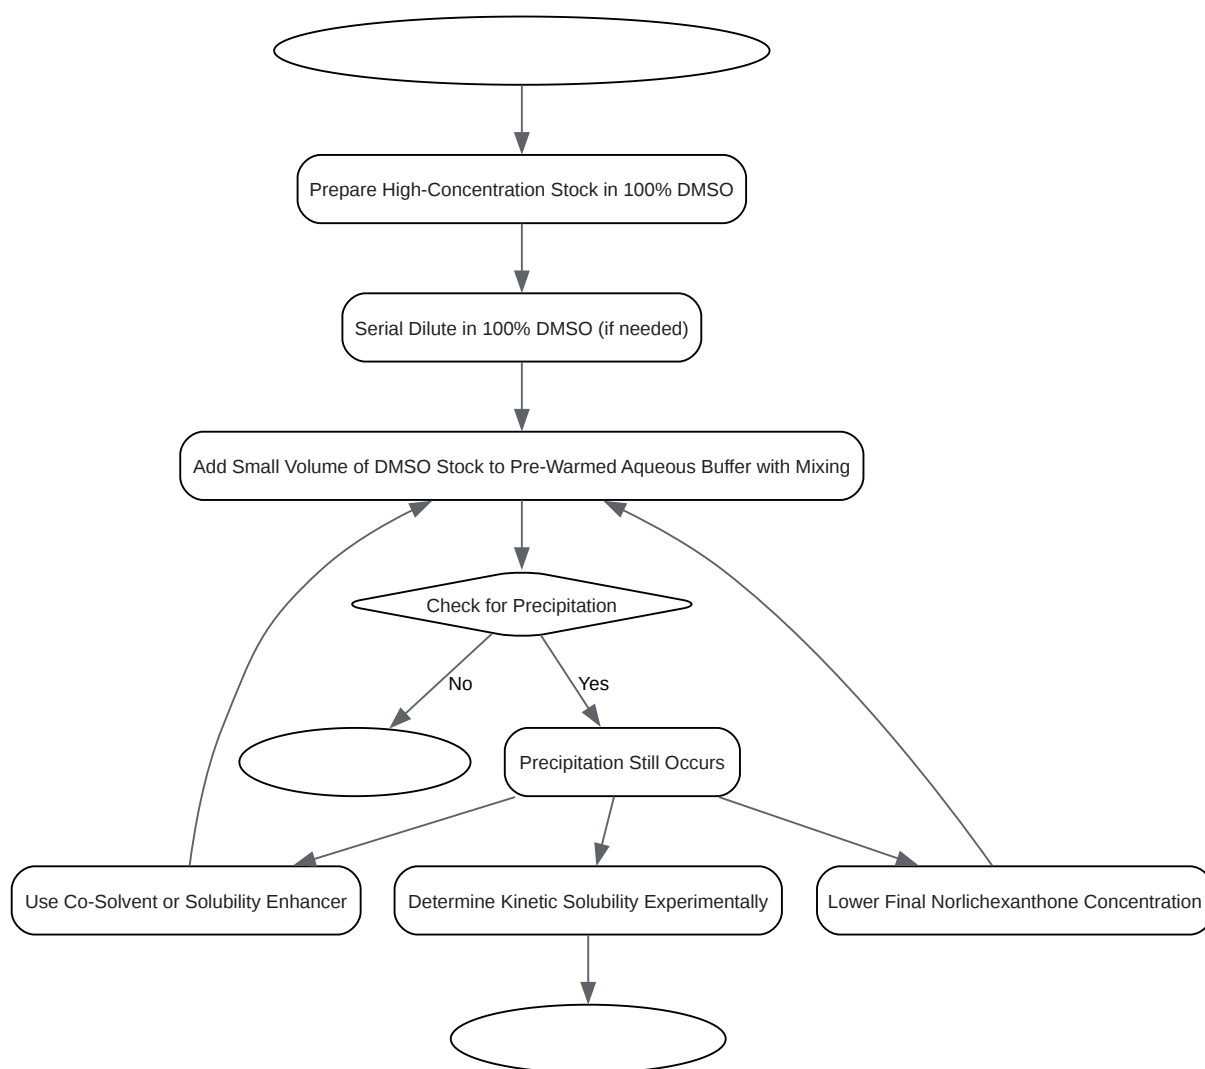 Prepare High-Concentration Stock in 100% DMSO
Serial Dilute in 100% DMSO (if needed)
Add Small Volume of DMSO Stock to Pre-Warmed Aqueous Buffer with Mixing
Check for Precipitation
No
Yes
Precipitation Still Occurs
Use Co-Solvent or Solubility Enhancer
Determine Kinetic Solubility Experimentally
Lower Final Norlichexanthone Concentration